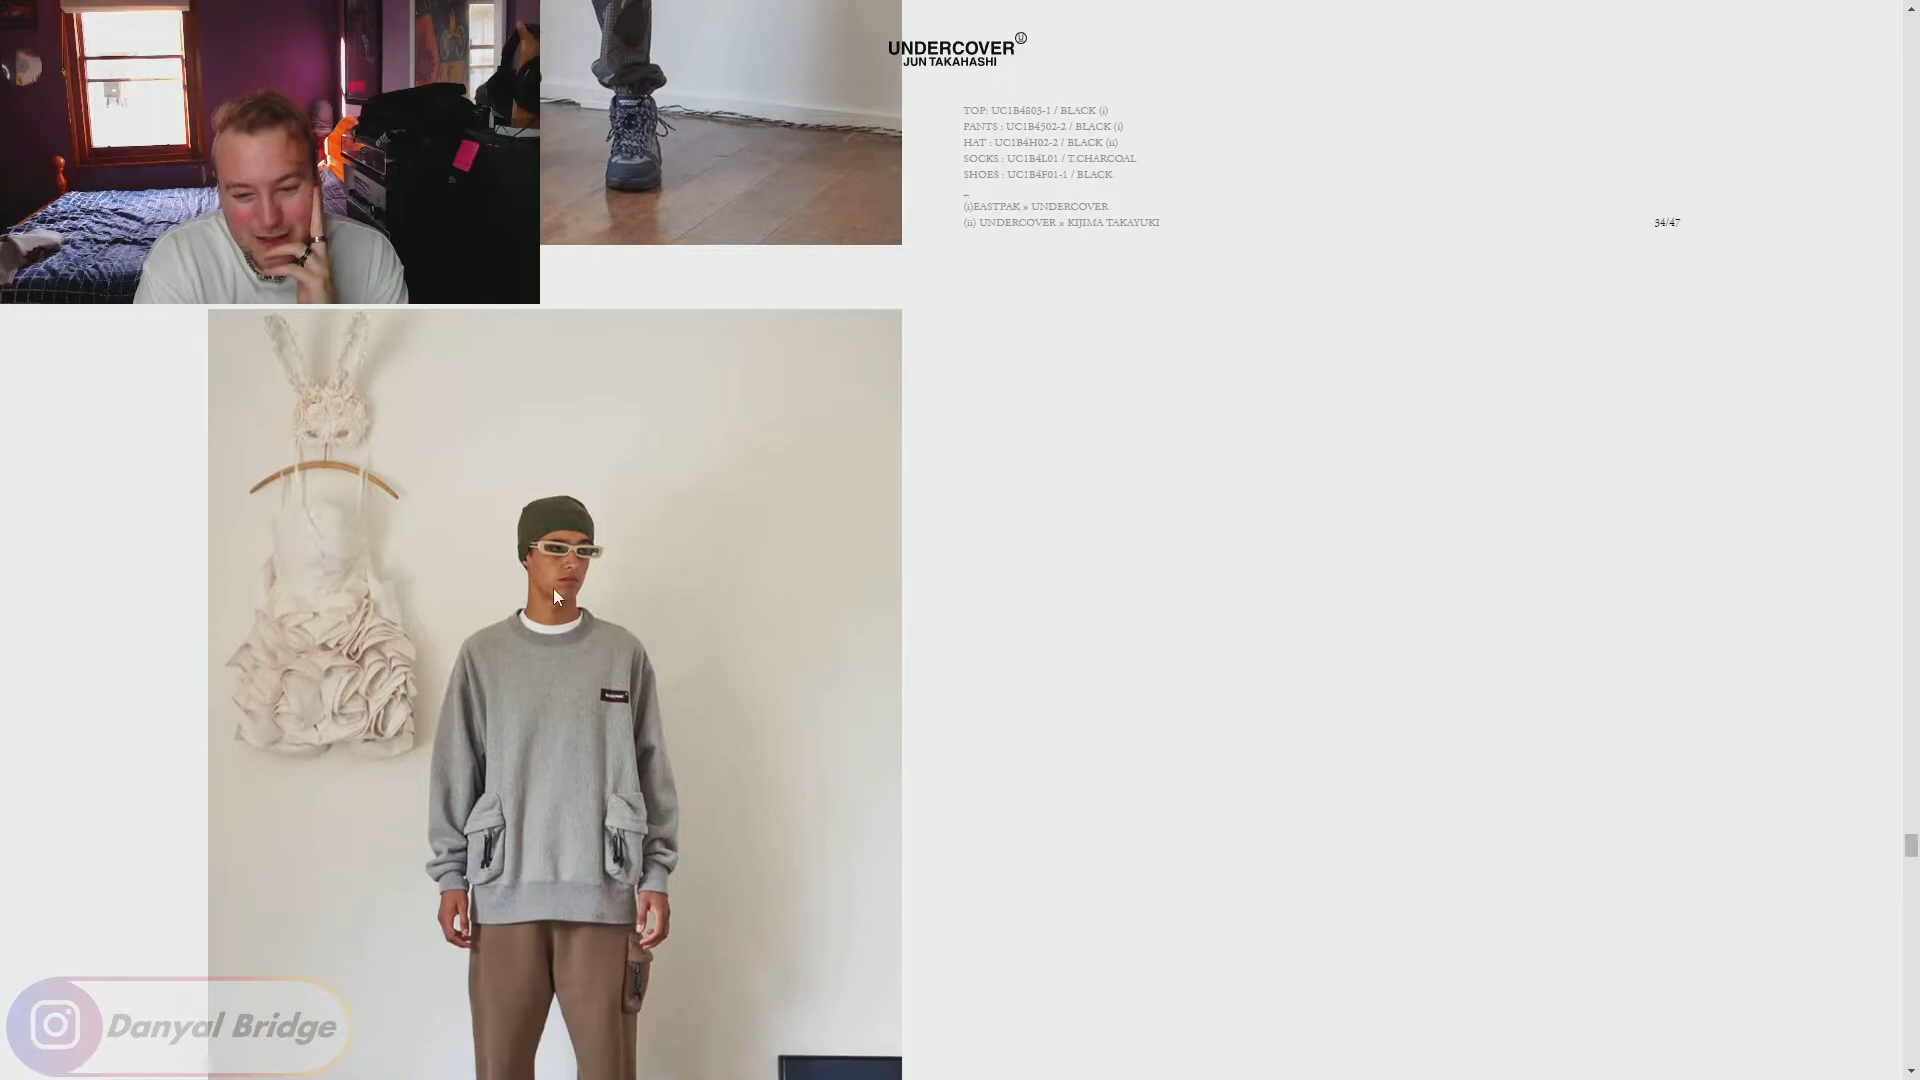 UNDERCOVER
JUN TAKAHASHI
TOP: UC1B4803-1 / BLACK (i)
PANTS : UC1B4502-2 / BLACK (i)
HAT : UC1B4H02-2 / BLACK (ii)
SOCKS : UC1B4L01 / T.CHARCOAL
SHOES : UC1B4F01-1 / BLACK
_
(i)EASTPAK × UNDERCOVER
(ii) UNDERCOVER × KIJIMA TAKAYUKI
34/47
Danyal Bridge